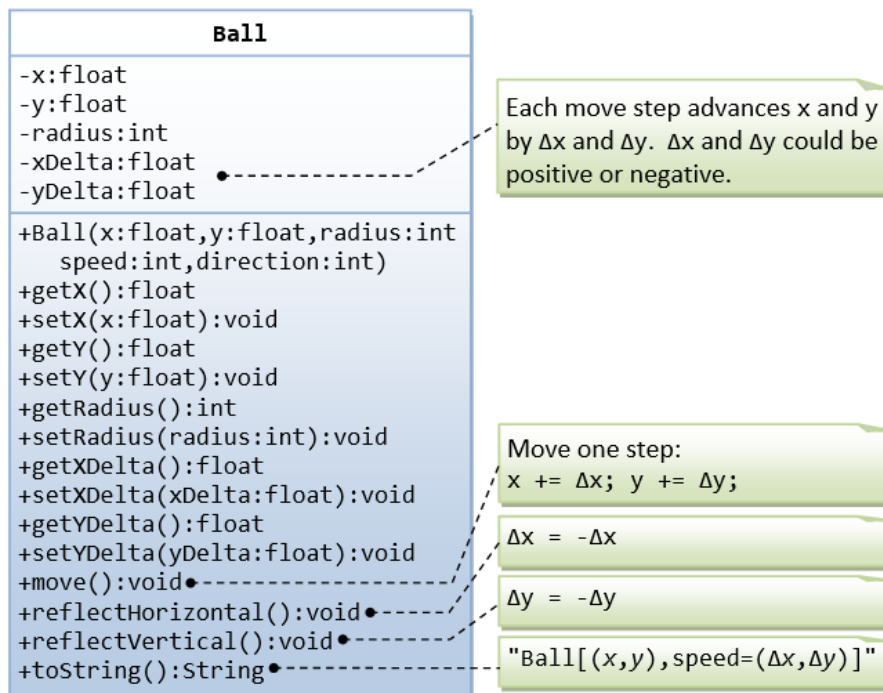 Ball
-x:float
-y:float
-radius:int
-xDelta:float
-yDelta:float
Each move step advances x and y
by Δx and Δy. Δx and Δy could be
positive or negative.
+Ball(x:float,y:float,radius:int
speed:int,direction:int)
+getX():float
+setX(x:float):void
+getY():float
+setY(y:float):void
+getRadius():int
+setRadius(radius:int):void
+getXDelta():float
+setXDelta(xDelta:float):void
+getYDelta():float
+setYDelta(yDelta:float):void
+move():void
+reflectHorizontal():void
+reflectVertical():void
+toString():String
Move one step:
x += Δx; y += Δy;
Δx = -Δx
Δy = -Δy
"Ball[(x,y),speed=(Δx,Δy)]"